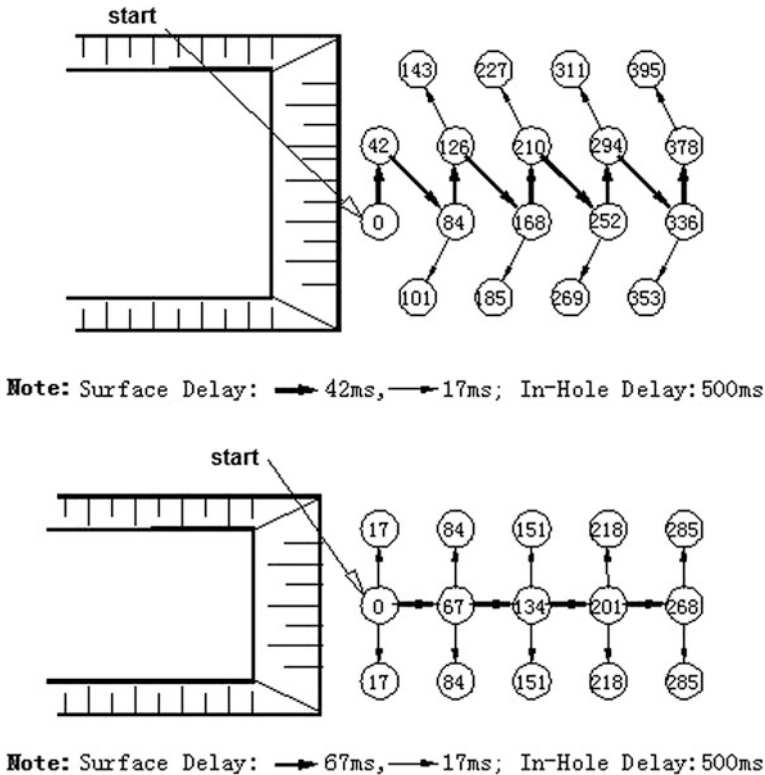 start
143 227 311 395
42 126 210 294 378
0 84 168 252 336
101 185 269 353
Note: Surface Delay: 42ms, 17ms; In-Hole Delay:500ms
start
17 84 151 218 285
0 67 134 201 268
17 84 151 218 285
Note: Surface Delay: 67ms, 17ms; In-Hole Delay:500ms